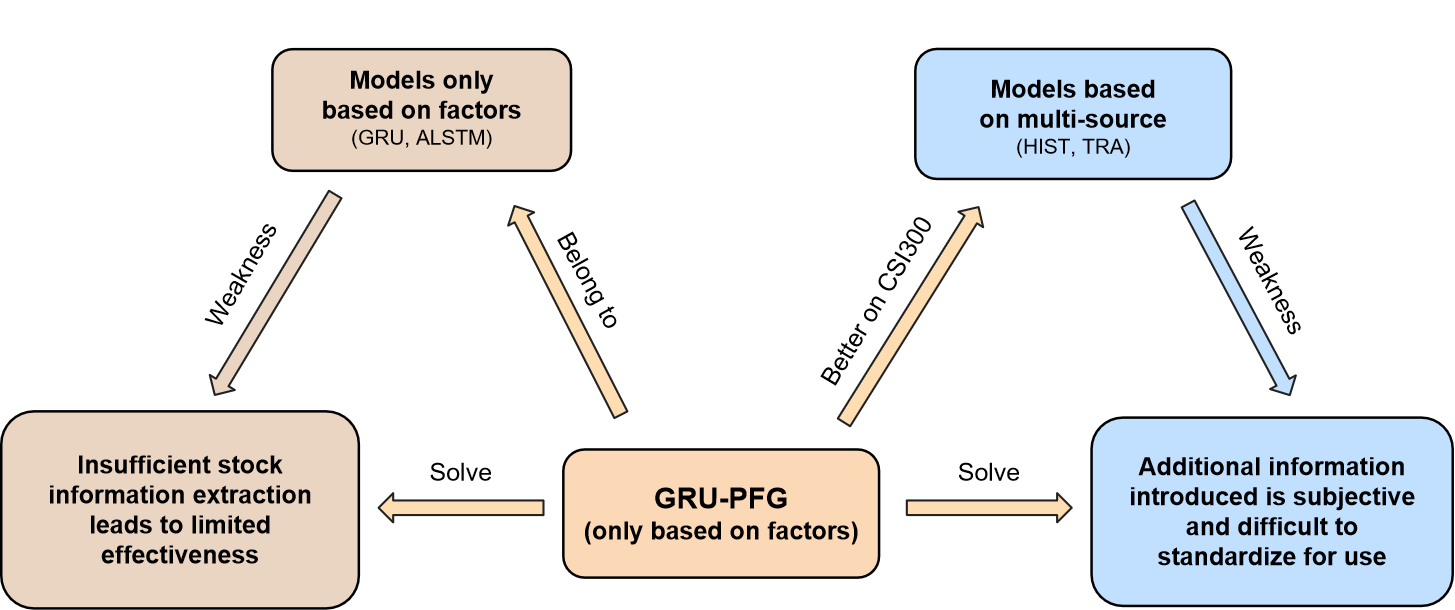 Models only
based on factors
(GRU, ALSTM)
Models based
on multi-source
(HIST, TRA)
Weakness
Belong to
Better on CSI300
Weakness
Insufficient stock
information extraction
leads to limited
effectiveness
Solve
GRU-PFG
(only based on factors)
Solve
Additional information
introduced is subjective
and difficult to
standardize for use